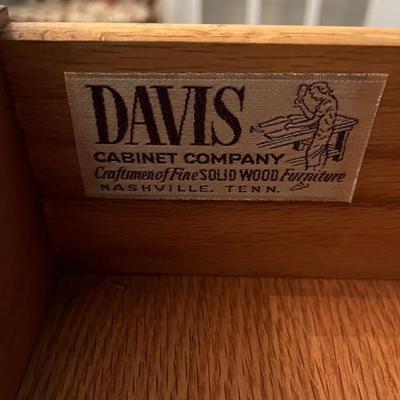 DAVIS
CABINET COMPANY
Craftsmen of Fine SOLID WOOD Furniture
NASHVILLE, TENN.